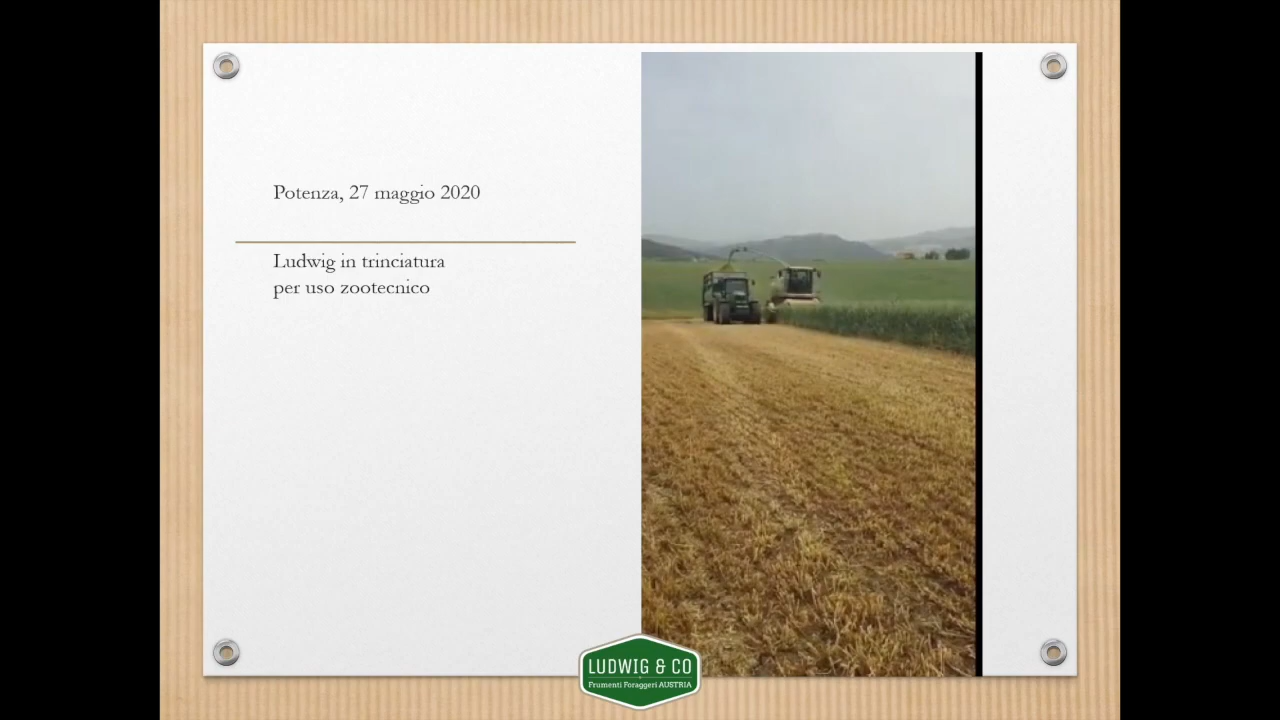 Potenza, 27 maggio 2020
Ludwig in trinciatura
per uso zootecnico
LUDWIG & CO
Frumenti Foraggeri AUSTRIA